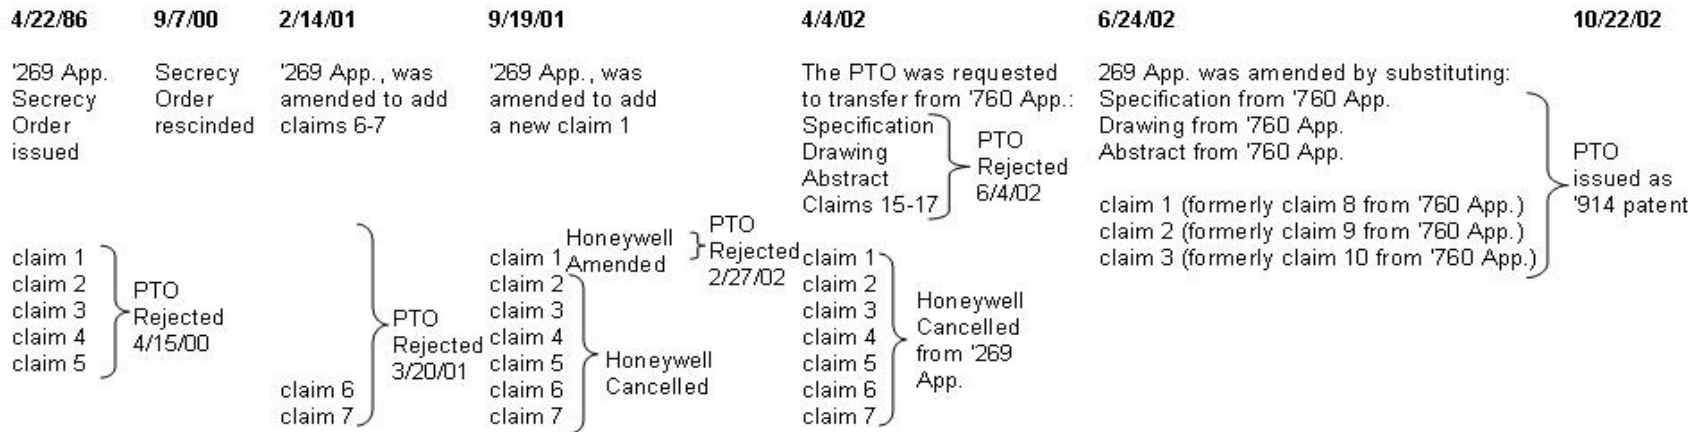 4/22/86
'269 App.
Secrecy
Order
issued
claim 1
claim 2
claim 3
claim 4
claim 5
PTO
Rejected
4/15/00
9/7/00
Secrecy
Order
rescinded
2/14/01
'269 App., was
amended to add
claims 6-7
claim 6
claim 7
PTO
Rejected
3/20/01
9/19/01
'269 App., was
amended to add
a new claim 1
claim 1
claim 2
claim 3
claim 4
claim 5
claim 6
claim 7
Honeywell
Amended
PTO
Rejected
2/27/02
Honeywell
Cancelled
4/4/02
The PTO was requested
to transfer from '760 App.:
Specification
Drawing
Abstract
Claims 15-17
PTO
Rejected
6/4/02
claim 1
claim 2
claim 3
claim 4
claim 5
claim 6
claim 7
Honeywell
Cancelled
from '269
App.
6/24/02
269 App. was amended by substituting:
Specification from '760 App.
Drawing from '760 App.
Abstract from '760 App.
claim 1 (formerly claim 8 from '760 App.)
claim 2 (formerly claim 9 from '760 App.)
claim 3 (formerly claim 10 from '760 App.)
10/22/02
PTO
issued as
'914 patent